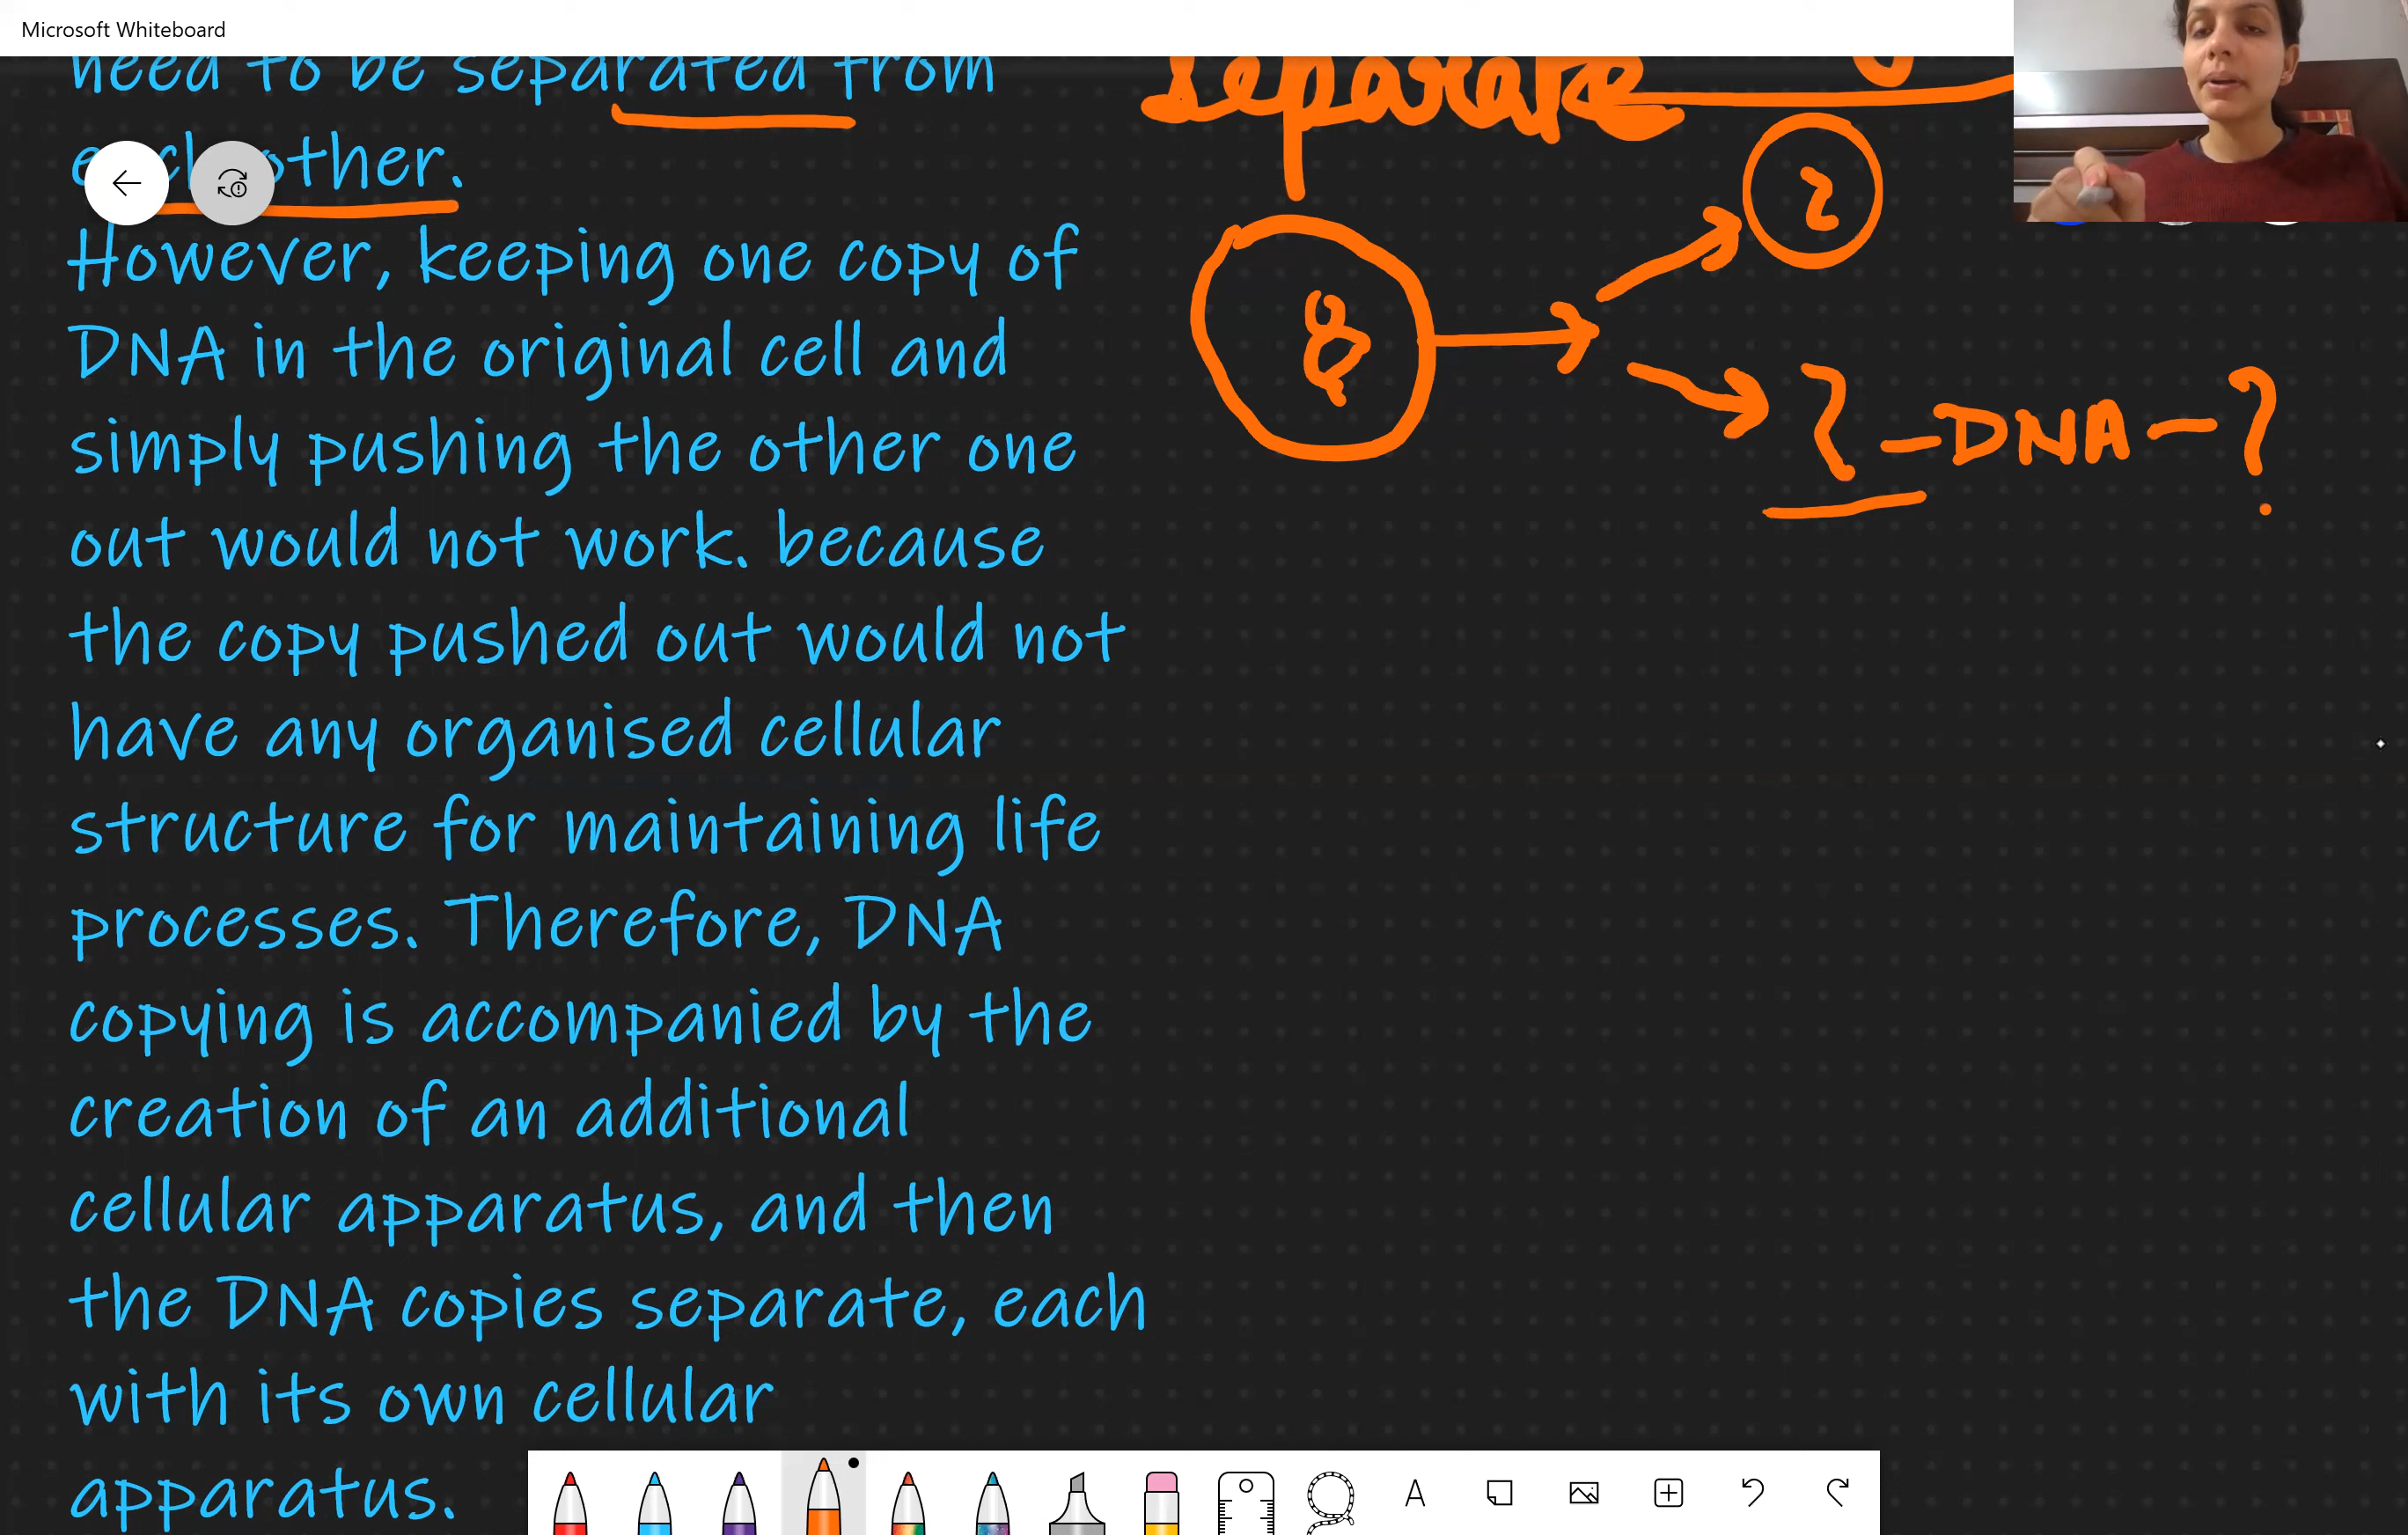 Microsoft Whiteboard
need to be separated from
each other.
However, keeping one copy of
DNA in the original cell and
simply pushing the other one
out would not work. because
the copy pushed out would not
have any organised cellular
structure for maintaining life
processes. Therefore, DNA
copying is accompanied by the
creation of an additional
cellular apparatus, and then
the DNA copies separate, each
with its own cellular
apparatus.
separate
DNA - ?
A